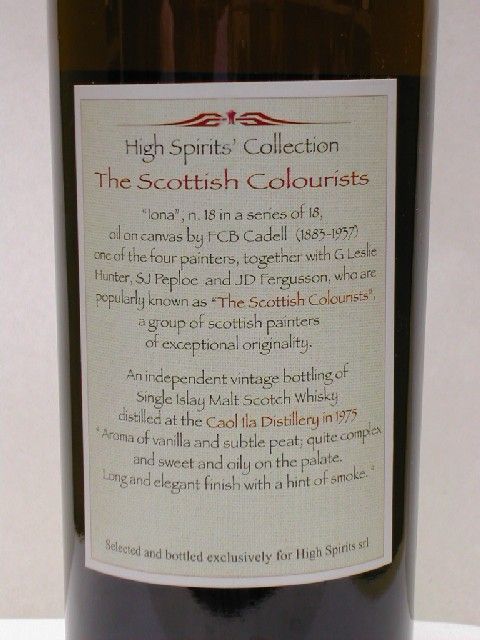 High Spirits' Collection
The Scottish Colourists
"Iona", n. 18 in a series of 18,
oil on canvas by FCB Cadell (1883-1937)
one of the four painters, together with G Leslie
Hunter, SJ Peploe and JD Fergusson, who are
popularly known as "The Scottish Colourists",
a group of scottish painters
of exceptional originality.
An independent vintage bottling of
Single Islay Malt Scotch Whisky
distilled at the Caol Ila Distillery in 1975
"Aroma of vanilla and subtle peat; quite complex
and sweet and oily on the palate.
Long and elegant finish with a hint of smoke."
Selected and bottled exclusively for High Spirits srl